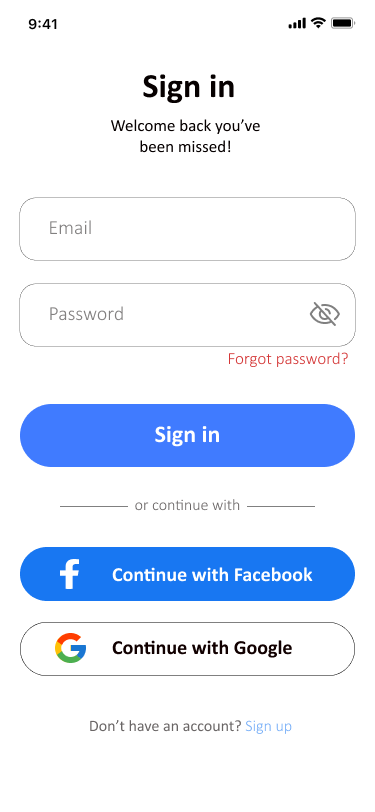 9:41
Sign in
Welcome back you’ve
been missed!
Email
Password
Forgot password?
Sign in
or continue with
Continue with Facebook
Continue with Google
Don’t have an account? Sign up